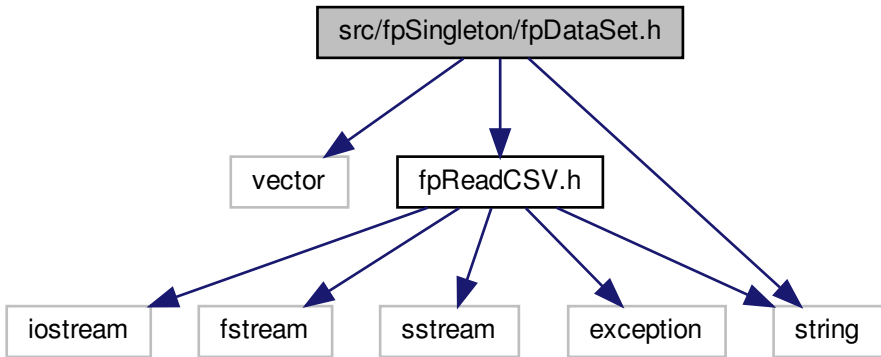 src/fpSingleton/fpDataSet.h
vector
fpReadCSV.h
iostream
fstream
sstream
exception
string